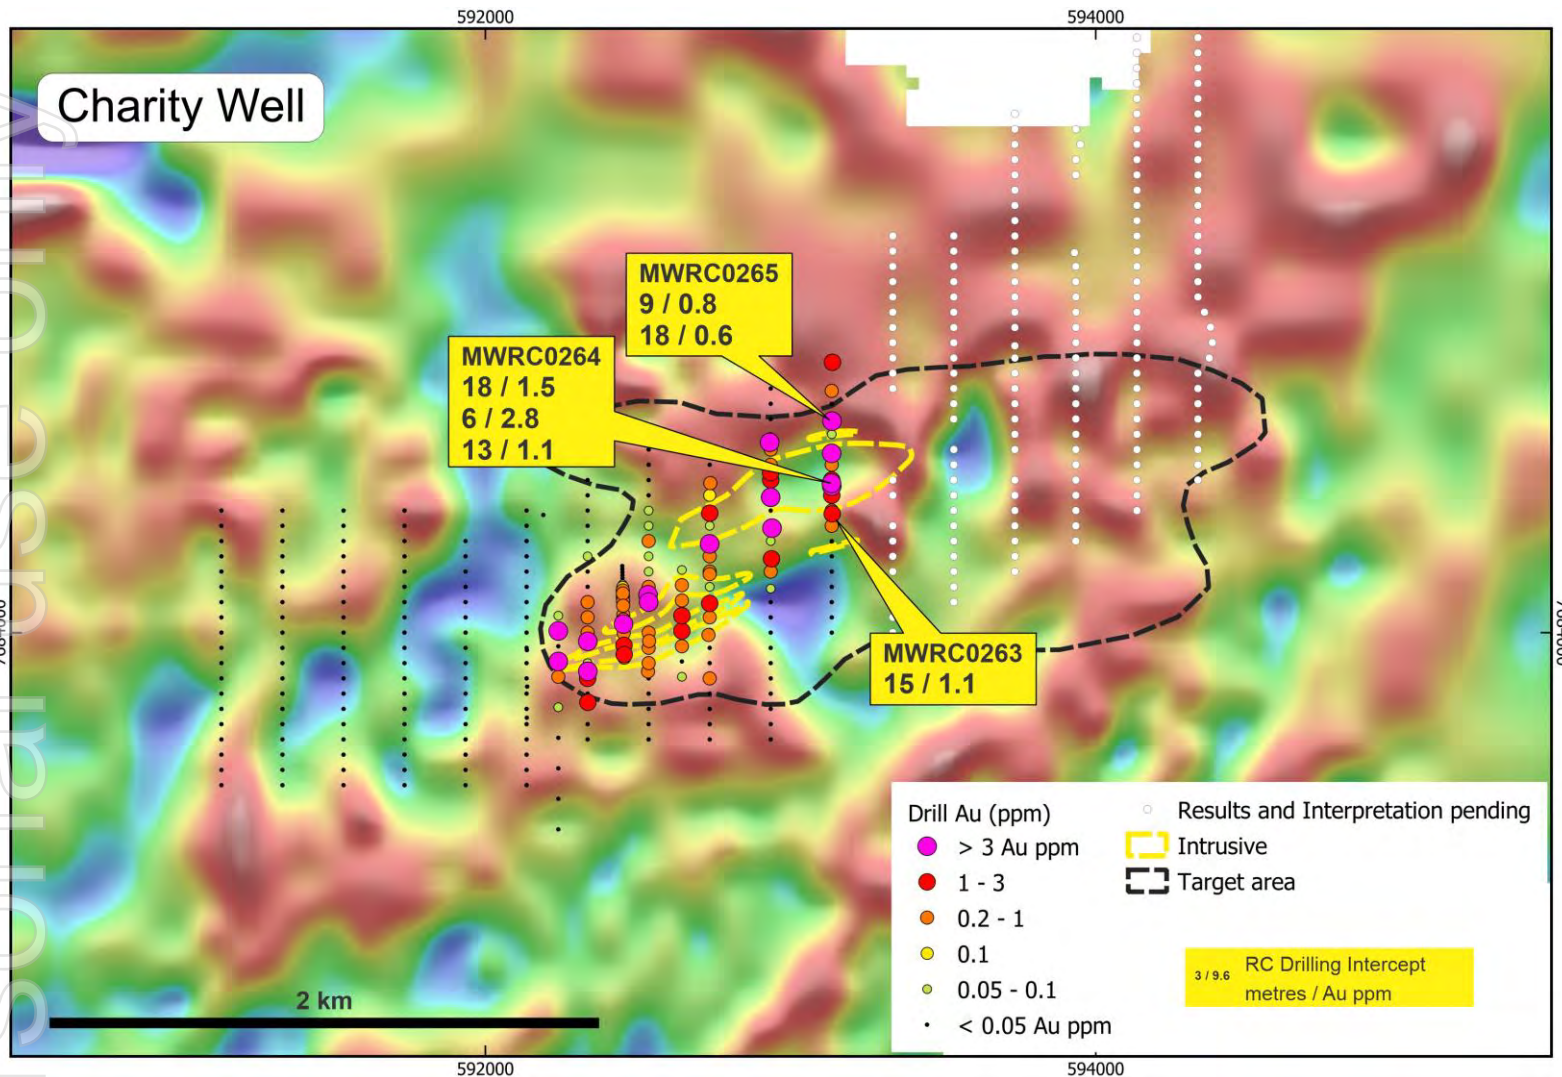 592000
594000
Charity Well
MWRC0265
9 / 0.8
18 / 0.6
MWRC0264
18 / 1.5
6 / 2.8
13 / 1.1
MWRC0263
15 / 1.1
Drill Au (ppm)
> 3 Au ppm
1 - 3
0.2 - 1
0.1
0.05 - 0.1
< 0.05 Au ppm
Results and Interpretation pending
Intrusive
Target area
3 / 9.6
RC Drilling Intercept
metres / Au ppm
2 km
592000
594000